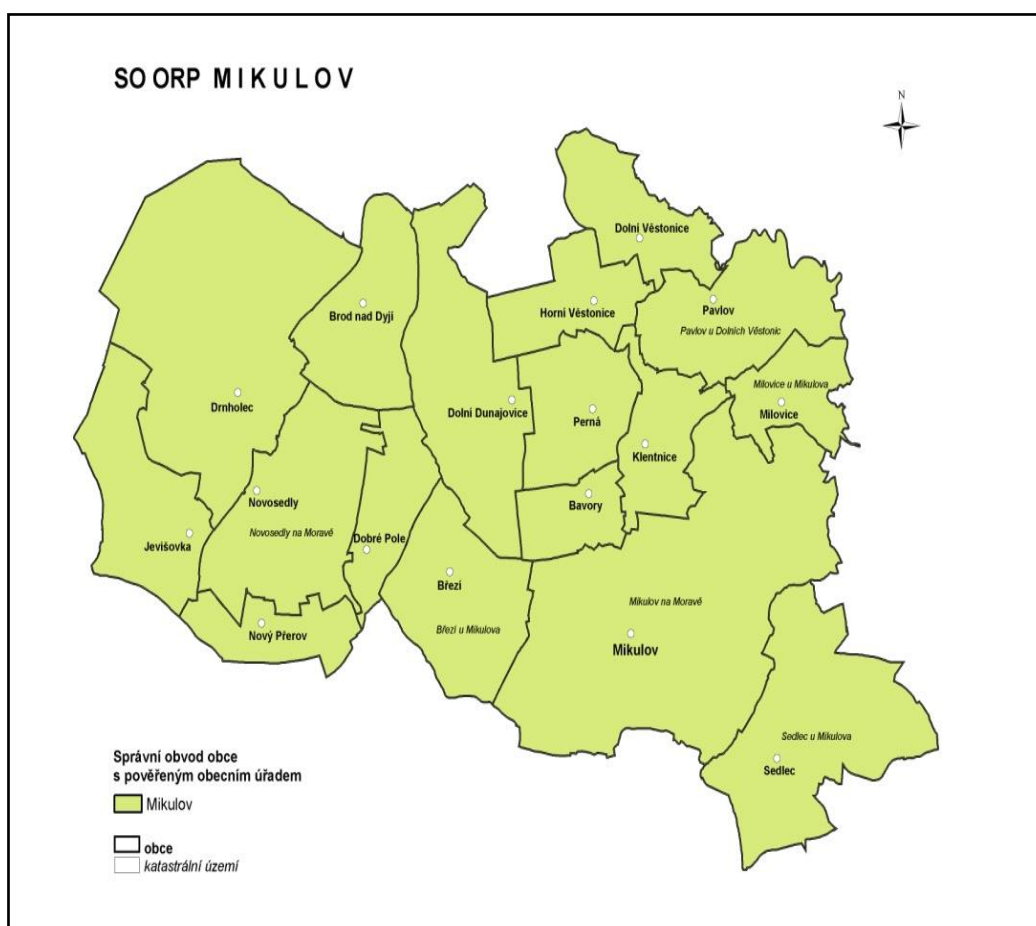 SO ORP MIKULOV
N
Dolní Věstonice
Horní Věstonice
Pavlov
Pavlov u Dolních Věstonic
Brod nad Dyjí
Milovice u Mikulova
Milovice
Drnholec
Dolní Dunajovice
Perná
Klentnice
Novosedly
Novosedly na Moravě
Bavory
Jevišovka
Dobré Pole
Březí
Březí u Mikulova
Mikulov na Moravě
Nový Přerov
Mikulov
Sedlec u Mikulova
Sedlec
Správní obvod obce
s pověřeným obecním úřadem
Mikulov
obce
katastrální území